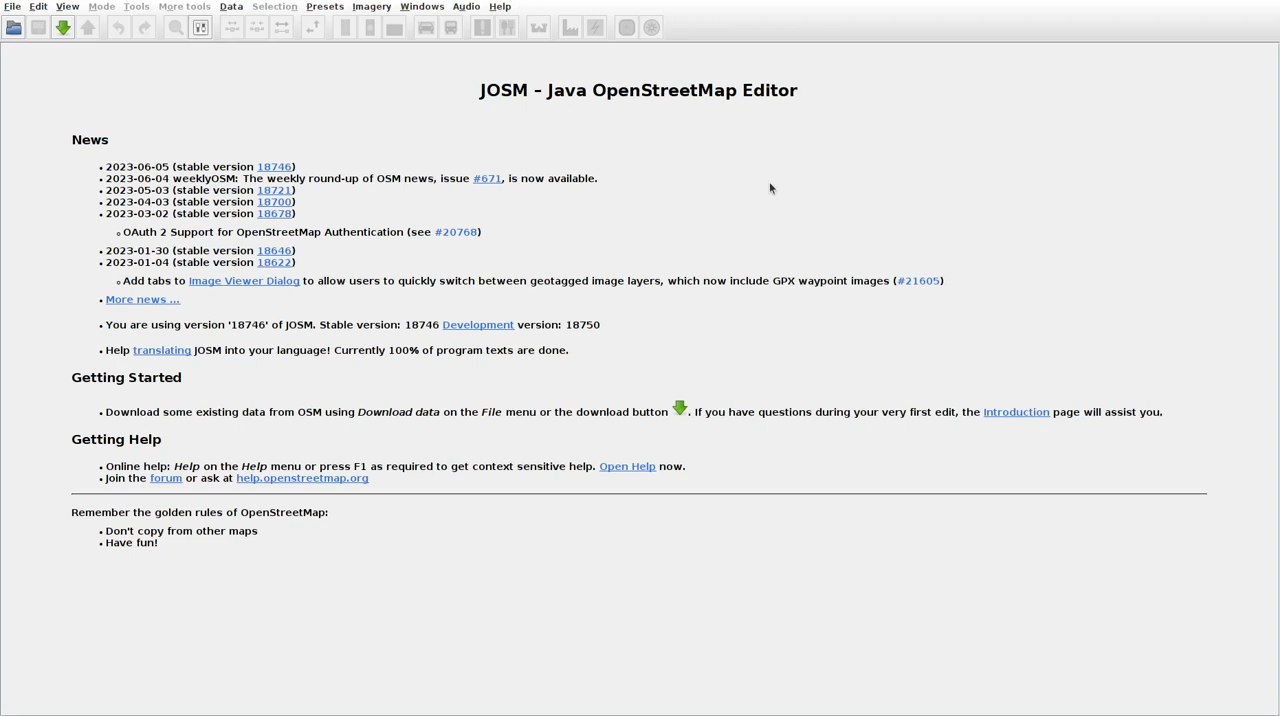 File Edit View Mode Tools More tools Data Selection Presets Imagery Windows Audio Help
JOSM – Java OpenStreetMap Editor
News
2023-06-05 (stable version 18746)
2023-06-04 weeklyOSM: The weekly round-up of OSM news, issue #671, is now available.
2023-05-03 (stable version 18721)
2023-04-03 (stable version 18700)
2023-03-02 (stable version 18678)
OAuth 2 Support for OpenStreetMap Authentication (see #20768)
2023-01-30 (stable version 18646)
2023-01-04 (stable version 18622)
Add tabs to Image Viewer Dialog to allow users to quickly switch between geotagged image layers, which now include GPX waypoint images (#21605)
More news ...
You are using version '18746' of JOSM. Stable version: 18746 Development version: 18750
Help translating JOSM into your language! Currently 100% of program texts are done.
Getting Started
Download some existing data from OSM using Download data on the File menu or the download button . If you have questions during your very first edit, the Introduction page will assist you.
Getting Help
Online help: Help on the Help menu or press F1 as required to get context sensitive help. Open Help now.
Join the forum or ask at help.openstreetmap.org
Remember the golden rules of OpenStreetMap:
Don't copy from other maps
Have fun!